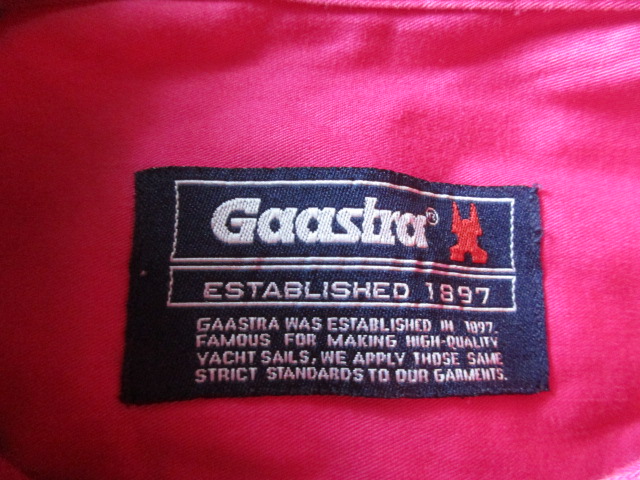 Gaastra®
ESTABLISHED 1897
GAASTRA WAS ESTABLISHED IN 1897.
FAMOUS FOR MAKING HIGH-QUALITY
YACHT SAILS, WE APPLY THOSE SAME
STRICT STANDARDS TO OUR GARMENTS.